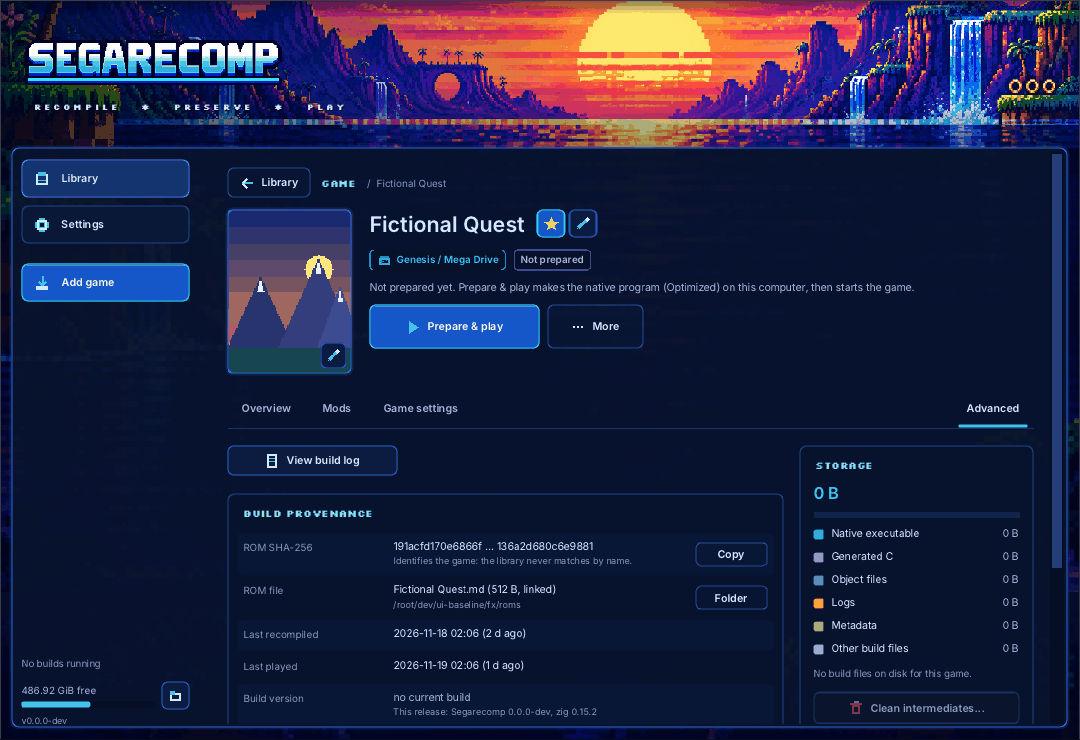 SEGARECOMP
RECOMPILE * PRESERVE * PLAY
Library
Settings
Add game
Library GAME / Fictional Quest
Fictional Quest
Genesis / Mega Drive Not prepared
Not prepared yet. Prepare & play makes the native program (Optimized) on this computer, then starts the game.
Prepare & play ··· More
Overview Mods Game settings Advanced
View build log
BUILD PROVENANCE
ROM SHA-256 191acfd170e6866f ... 136a2d680c6e9881
Identifies the game: the library never matches by name.
Copy
ROM file Fictional Quest.md (512 B, linked)
/root/dev/ui-baseline/fx/roms
Folder
Last recompiled 2026-11-18 02:06 (2 d ago)
Last played 2026-11-19 02:06 (1 d ago)
Build version no current build
This release: Segarecomp 0.0.0-dev, zig 0.15.2
STORAGE
0 B
Native executable 0 B
Generated C 0 B
Object files 0 B
Logs 0 B
Metadata 0 B
Other build files 0 B
No build files on disk for this game.
Clean intermediates...
No builds running
486.92 GiB free
v0.0.0-dev